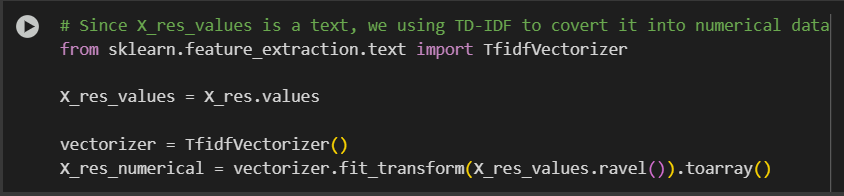 # Since X_res_values is a text, we using TD-IDF to covert it into numerical data
from sklearn.feature_extraction.text import TfidfVectorizer
X_res_values = X_res.values
vectorizer = TfidfVectorizer()
X_res_numerical = vectorizer.fit_transform(X_res_values.ravel()).toarray()